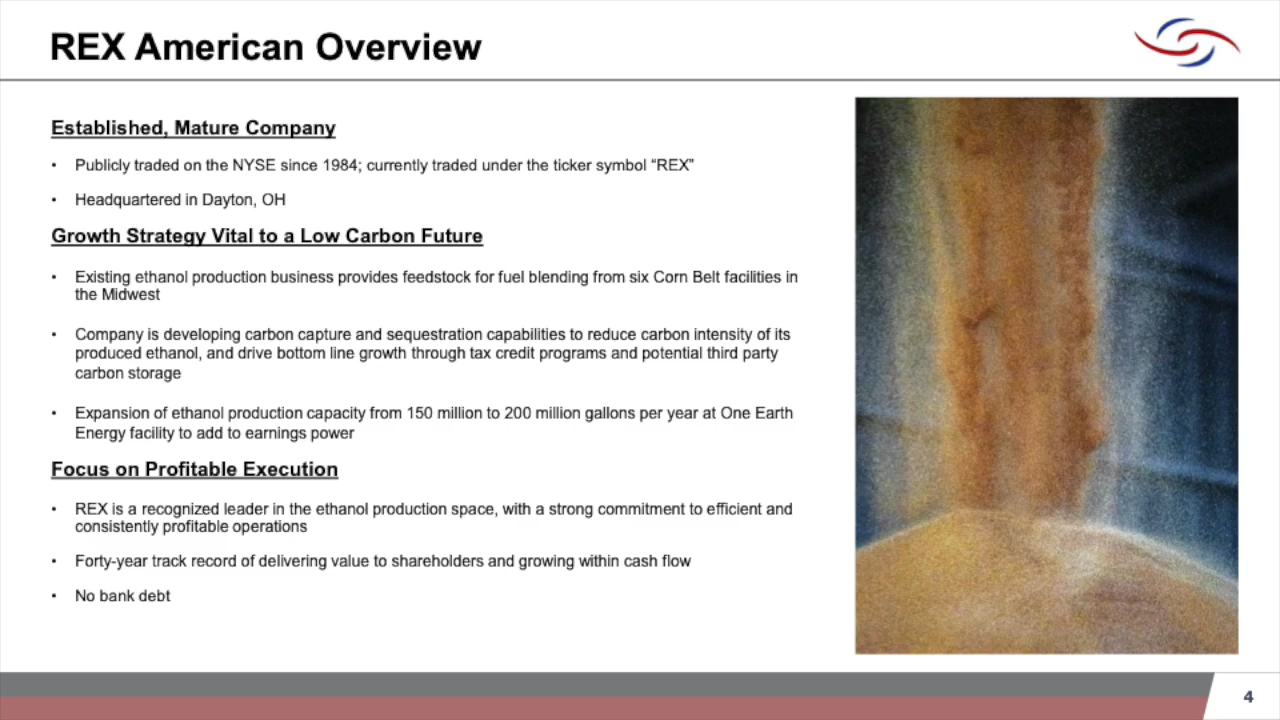 REX American Overview
Established, Mature Company
• Publicly traded on the NYSE since 1984; currently traded under the ticker symbol “REX”
• Headquartered in Dayton, OH
Growth Strategy Vital to a Low Carbon Future
• Existing ethanol production business provides feedstock for fuel blending from six Corn Belt facilities in
the Midwest
• Company is developing carbon capture and sequestration capabilities to reduce carbon intensity of its
produced ethanol, and drive bottom line growth through tax credit programs and potential third party
carbon storage
• Expansion of ethanol production capacity from 150 million to 200 million gallons per year at One Earth
Energy facility to add to earnings power
Focus on Profitable Execution
• REX is a recognized leader in the ethanol production space, with a strong commitment to efficient and
consistently profitable operations
• Forty-year track record of delivering value to shareholders and growing within cash flow
• No bank debt
4